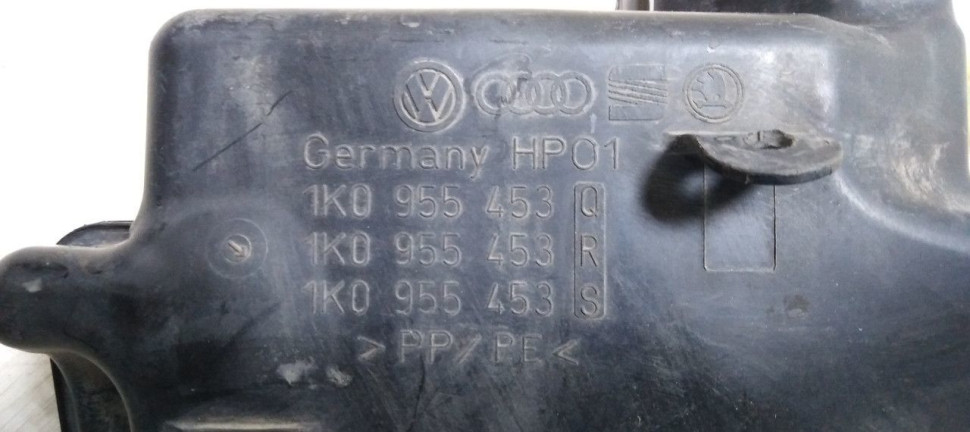 Germany HP01
1K0 955 453 Q
1K0 955 453 R
1K0 955 453 S
>PP/PE<